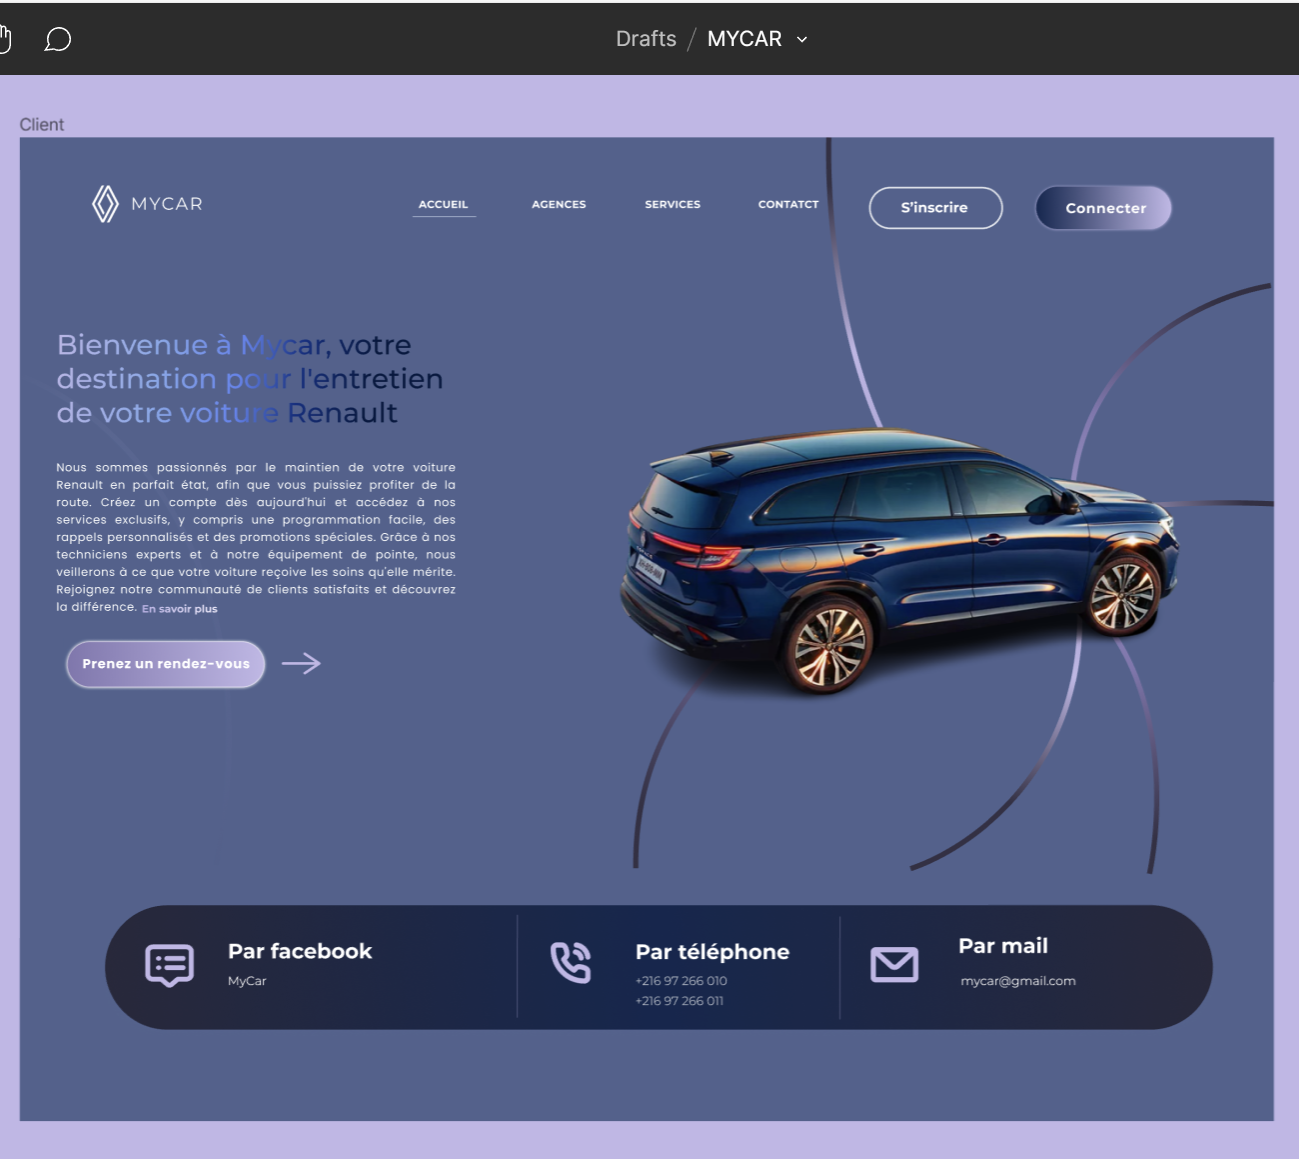 Drafts / MYCAR
Client
MYCAR
ACCUEIL
AGENCES
SERVICES
CONTATCT
S'inscrire
Connecter
Bienvenue à Mycar, votre
destination pour l'entretien
de votre voiture Renault
Nous sommes passionnés par le maintien de votre voiture
Renault en parfait état, afin que vous puissiez profiter de la
route. Créez un compte dès aujourd'hui et accédez à nos
services exclusifs, y compris une programmation facile, des
rappels personnalisés et des promotions spéciales. Grâce à nos
techniciens experts et à notre équipement de pointe, nous
veillerons à ce que votre voiture reçoive les soins qu'elle mérite.
Rejoignez notre communauté de clients satisfaits et découvrez
la différence. En savoir plus
Prenez un rendez-vous
Par facebook
MyCar
Par téléphone
+216 97 266 010
+216 97 266 011
Par mail
mycar@gmail.com